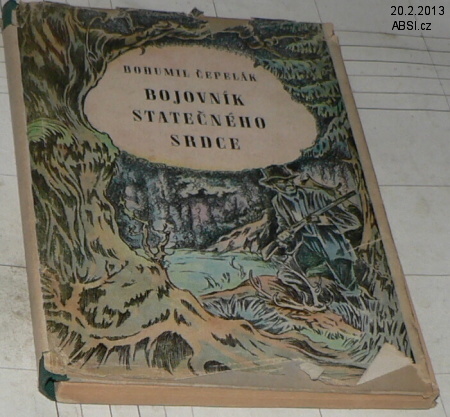 20.2.2013
ABSI.cz
BOHUMIL ČEPELÁK
BOJOVNÍK
STATEČNÉHO
SRDCE